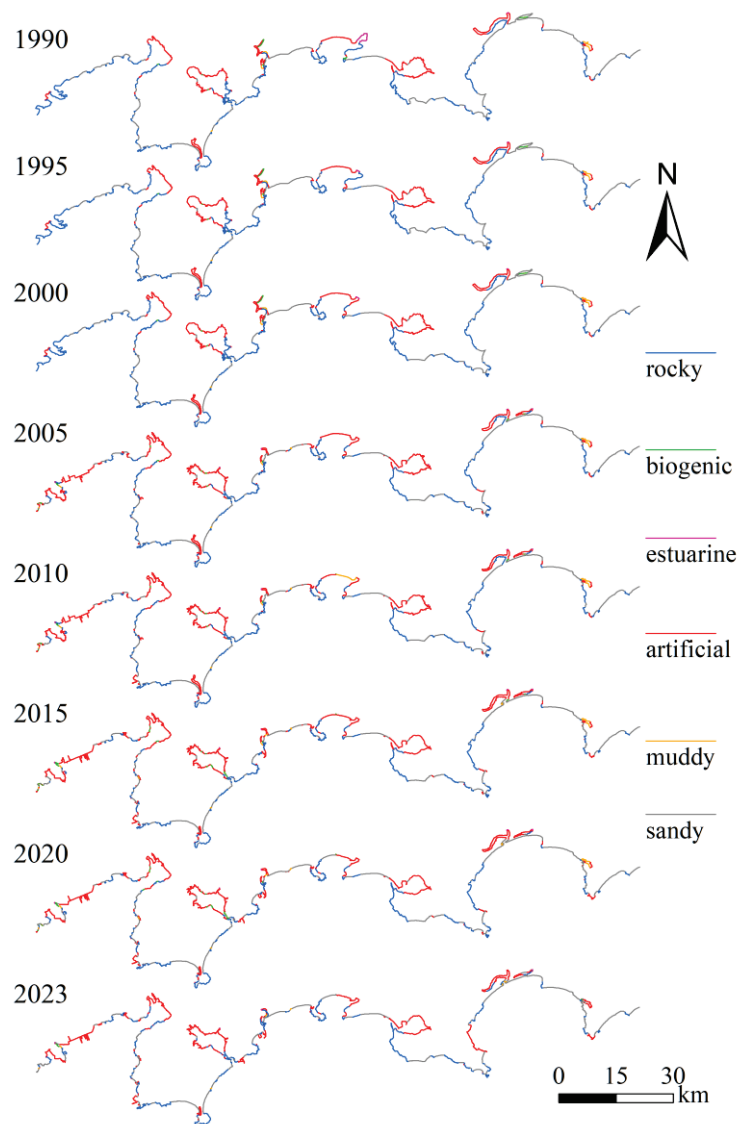 1990
1995
N
2000
rocky
2005
biogenic
estuarine
2010
artificial
2015
muddy
sandy
2020
2023
0 15 30
km